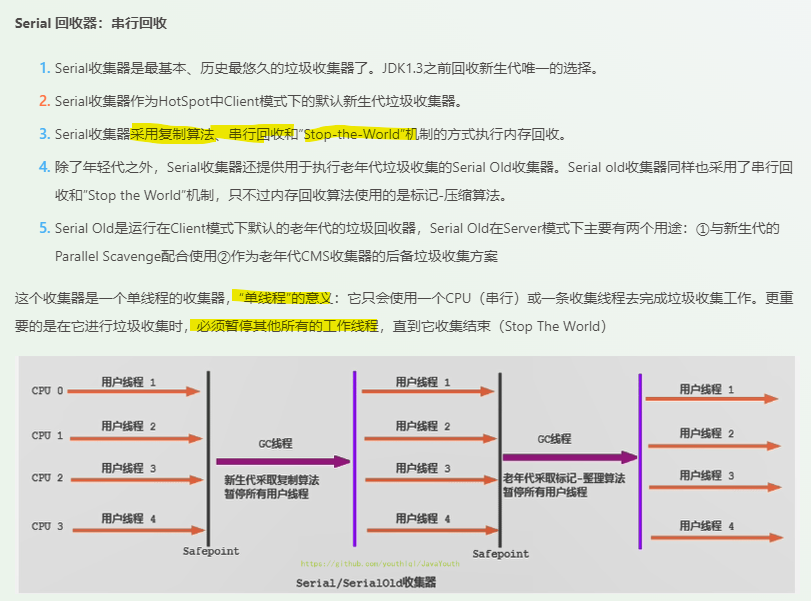 Serial 回收器：串行回收
1. Serial收集器是最基本、历史最悠久的垃圾收集器了。JDK1.3之前回收新生代唯一的选择。
2. Serial收集器作为HotSpot中Client模式下的默认新生代垃圾收集器。
3. Serial收集器采用复制算法、串行回收和"Stop-the-World"机制的方式执行内存回收。
4. 除了年轻代之外，Serial收集器还提供用于执行老年代垃圾收集的Serial Old收集器。Serial old收集器同样也采用了串行回
收和"Stop the World"机制，只不过内存回收算法使用的是标记-压缩算法。
5. Serial Old是运行在Client模式下默认的老年代的垃圾回收器，Serial Old在Server模式下主要有两个用途：①与新生代的
Parallel Scavenge配合使用②作为老年代CMS收集器的后备垃圾收集方案
这个收集器是一个单线程的收集器，“单线程”的意义：它只会使用一个CPU（串行）或一条收集线程去完成垃圾收集工作。更重
要的是在它进行垃圾收集时，必须暂停其他所有的工作线程，直到它收集结束（Stop The World）
CPU 0
用户线程 1
用户线程 1
用户线程 1
CPU 1
用户线程 2
用户线程 2
用户线程 2
GC线程
GC线程
CPU 2
用户线程 3
用户线程 3
用户线程 3
新生代采取复制算法
暂停所有用户线程
老年代采取标记-整理算法
暂停所有用户线程
CPU 3
用户线程 4
用户线程 4
用户线程 4
Safepoint
Safepoint
https://github.com/youthlql/JavaYouth
Serial/SerialOld收集器